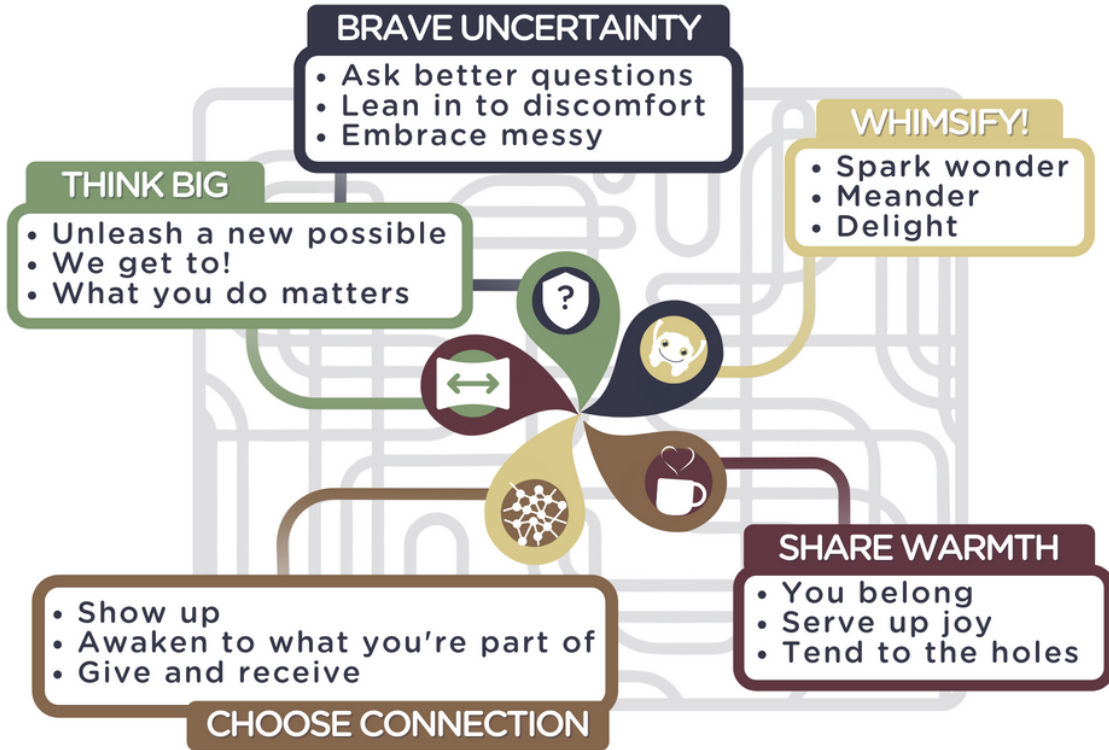 BRAVE UNCERTAINTY
• Ask better questions
• Lean in to discomfort
• Embrace messy
WHIMSIFY!
• Spark wonder
• Meander
• Delight
THINK BIG
• Unleash a new possible
• We get to!
• What you do matters
?
SHARE WARMTH
• You belong
• Serve up joy
• Tend to the holes
• Show up
• Awaken to what you're part of
• Give and receive
CHOOSE CONNECTION